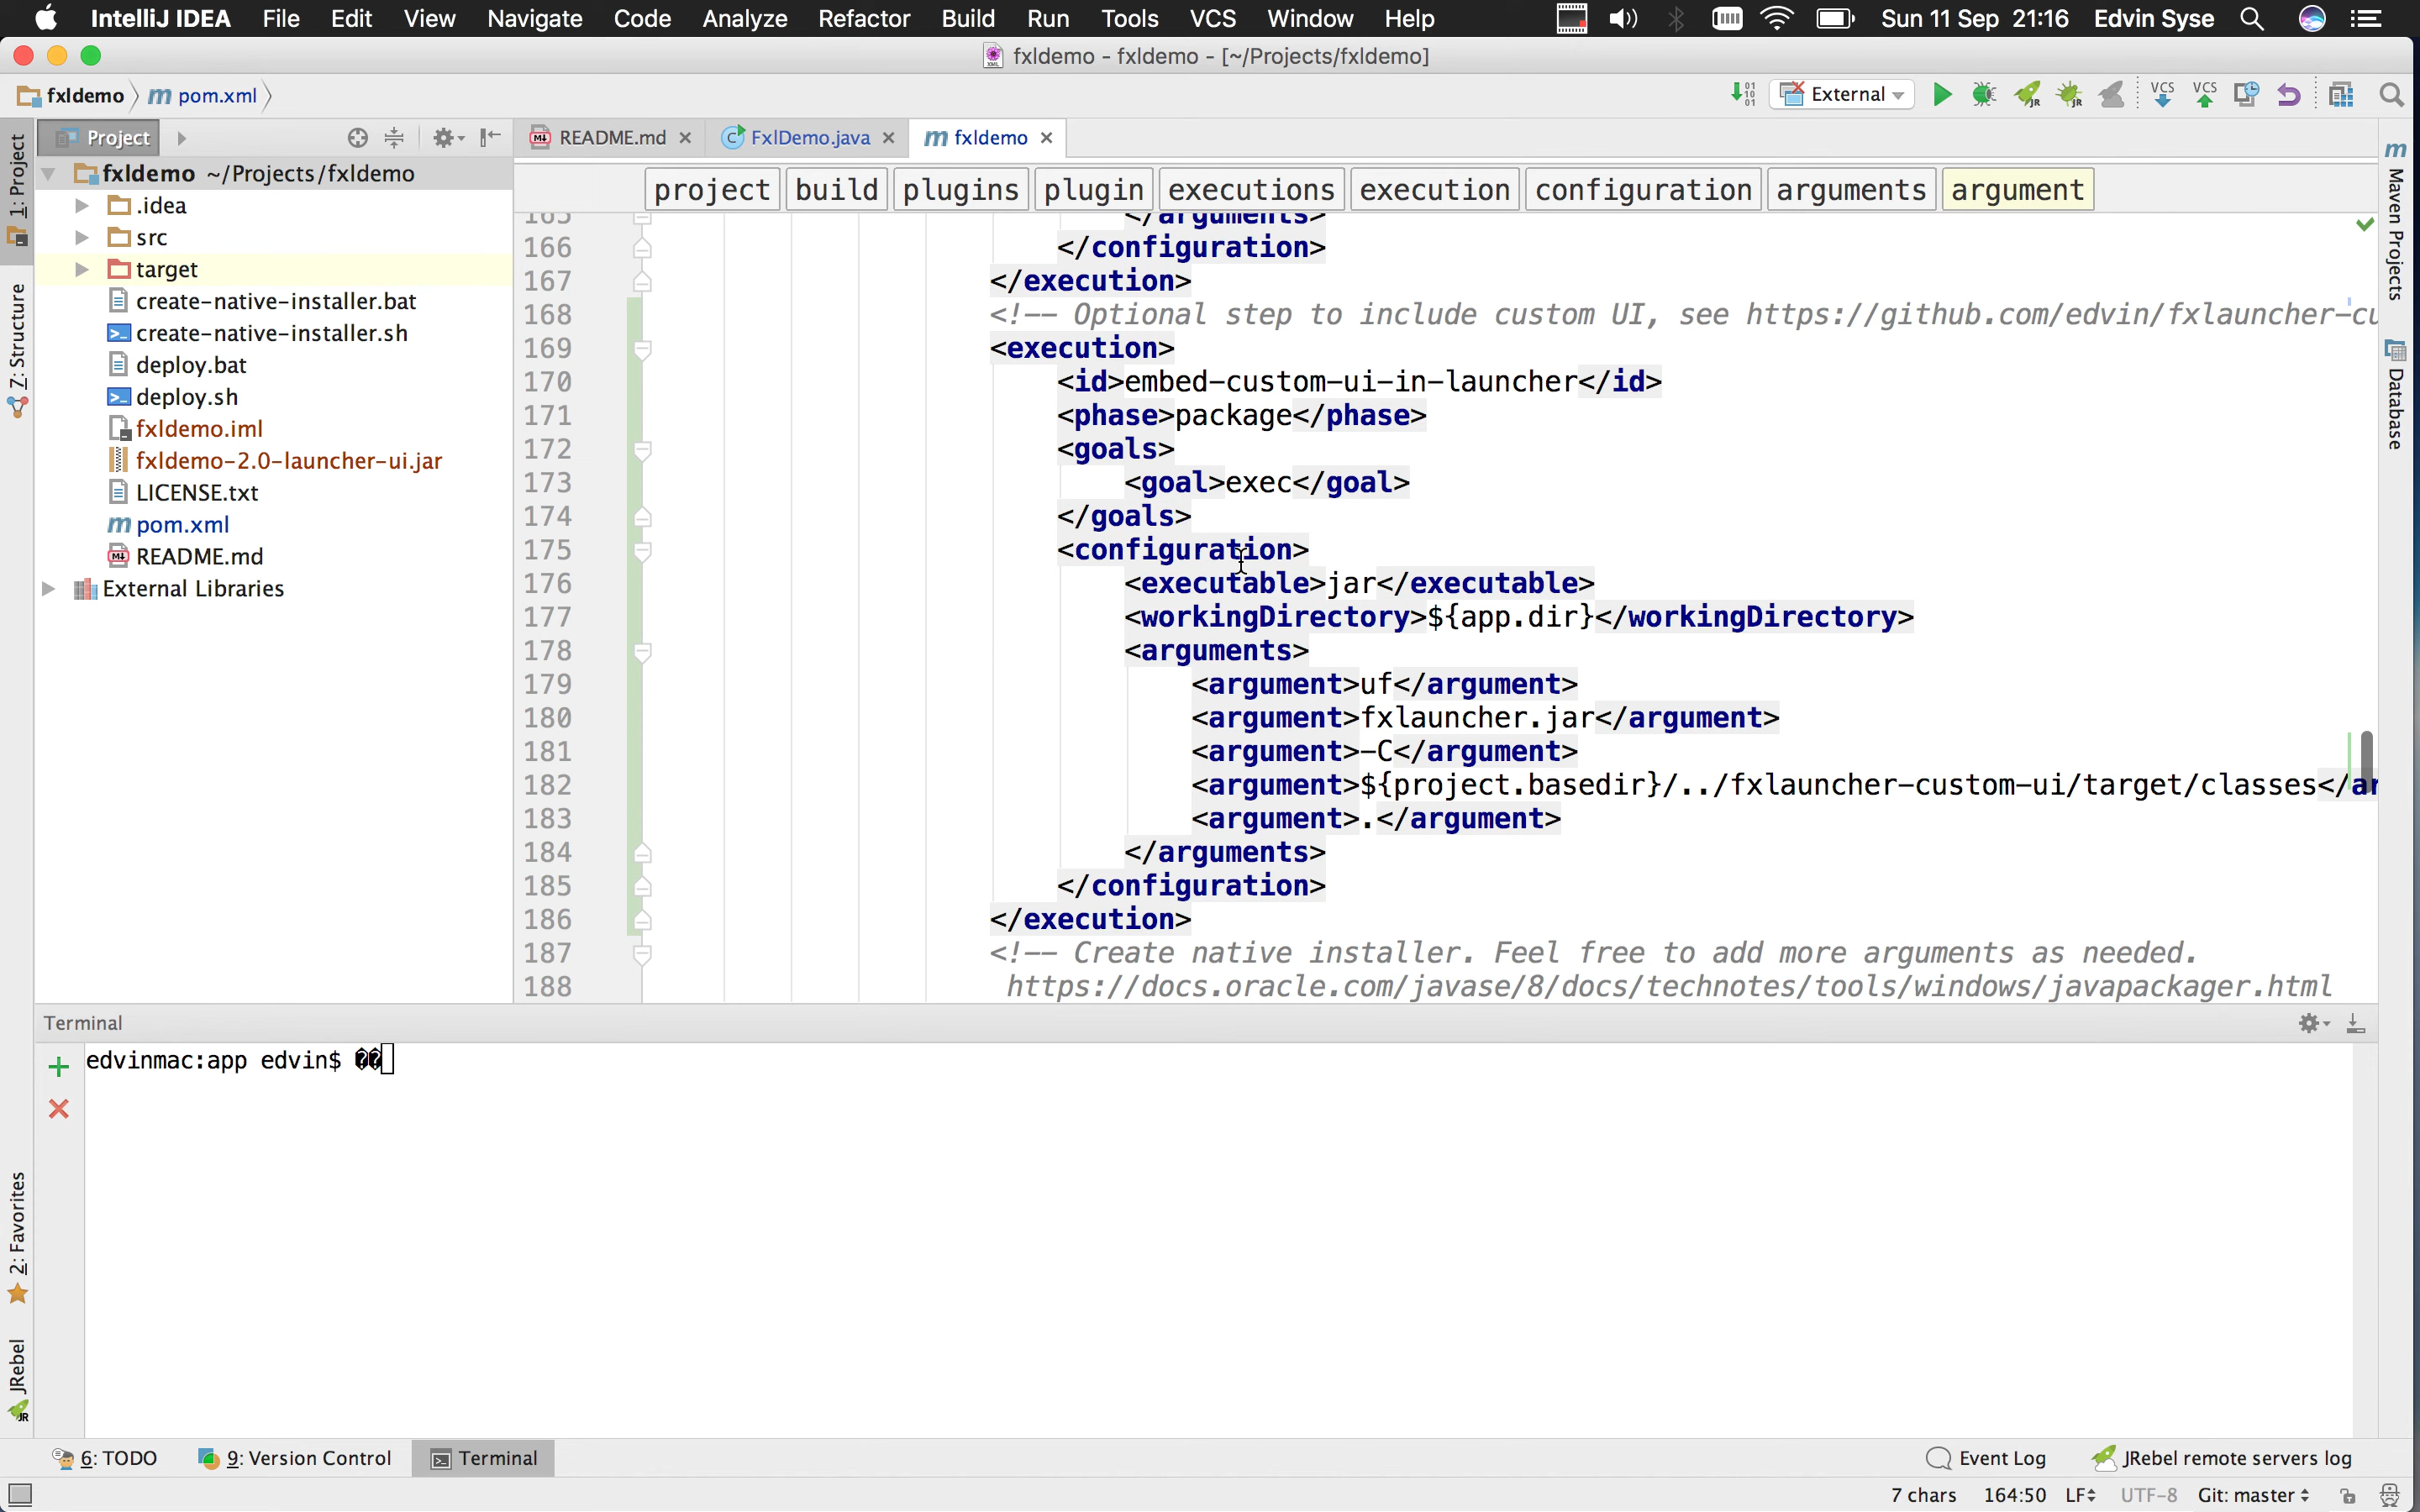 IntelliJ IDEA File Edit View Navigate Code Analyze Refactor Build Run Tools VCS Window Help Sun 11 Sep 21:16 Edvin Syse
fxldemo - fxldemo - [~/Projects/fxldemo]
fxldemo pom.xml External
1: Project
7: Structure
2: Favorites
JRebel
Project
fxldemo ~/Projects/fxldemo
.idea
src
target
create-native-installer.bat
create-native-installer.sh
deploy.bat
deploy.sh
fxldemo.iml
fxldemo-2.0-launcher-ui.jar
LICENSE.txt
pom.xml
README.md
External Libraries
README.md FxlDemo.java fxldemo
project build plugins plugin executions execution configuration arguments argument
165 </arguments>
166 </configuration>
167 </execution>
168 <!-- Optional step to include custom UI, see https://github.com/edvin/fxlauncher-cu
169 <execution>
170 <id>embed-custom-ui-in-launcher</id>
171 <phase>package</phase>
172 <goals>
173 <goal>exec</goal>
174 </goals>
175 <configuration>
176 <executable>jar</executable>
177 <workingDirectory>${app.dir}</workingDirectory>
178 <arguments>
179 <argument>uf</argument>
180 <argument>fxlauncher.jar</argument>
181 <argument>-C</argument>
182 <argument>${project.basedir}/../fxlauncher-custom-ui/target/classes</ar
183 <argument>.</argument>
184 </arguments>
185 </configuration>
186 </execution>
187 <!-- Create native installer. Feel free to add more arguments as needed.
188 https://docs.oracle.com/javase/8/docs/technotes/tools/windows/javapackager.html
Maven Projects
Database
Terminal
edvinmac:app edvin$ ��
6: TODO 9: Version Control Terminal Event Log JRebel remote servers log
7 chars 164:50 LF UTF-8 Git: master